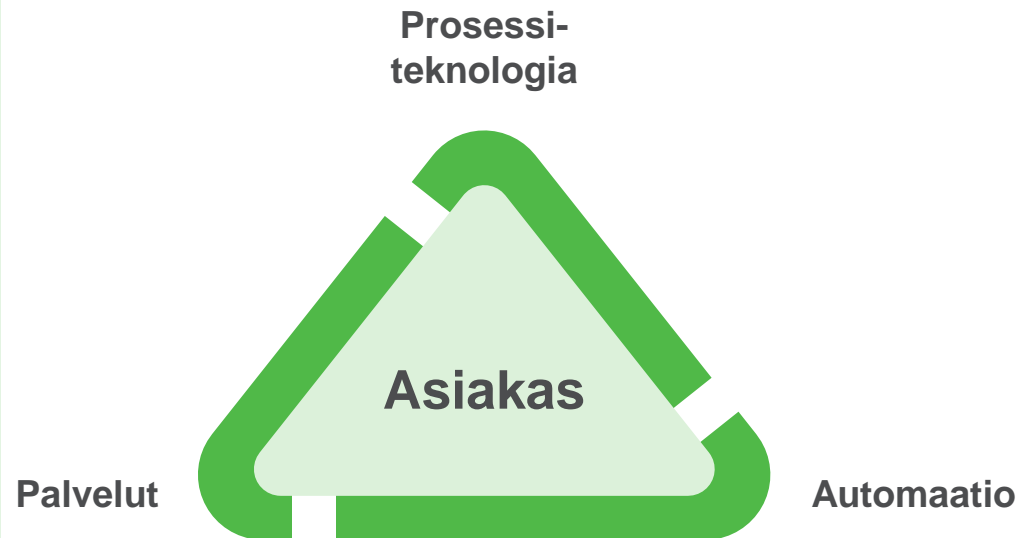 Prosessi-
teknologia
Asiakas
Palvelut
Automaatio